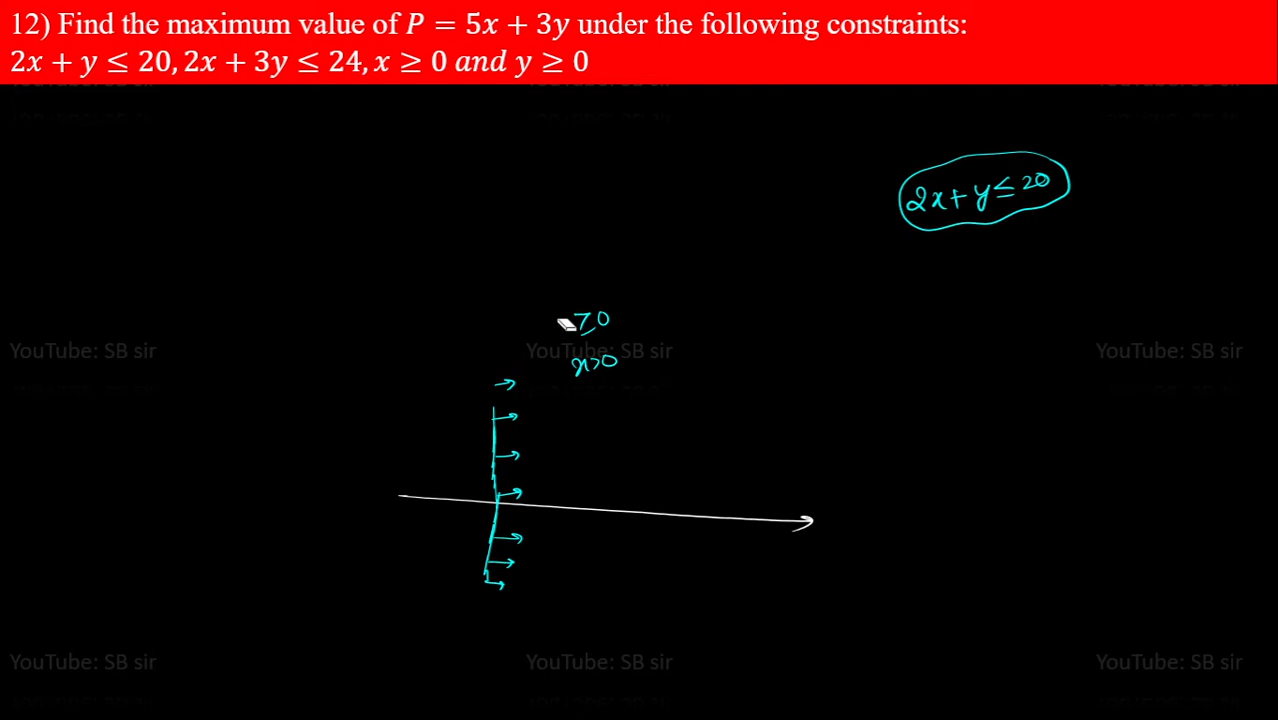 12) Find the maximum value of P = 5x + 3y under the following constraints:
2x + y ≤ 20, 2x + 3y ≤ 24, x ≥ 0 and y ≥ 0
2x + y ≤ 20
≥0
YouTube: SB sir YouTube: SB sir YouTube: SB sir
x>0
YouTube: SB sir YouTube: SB sir YouTube: SB sir